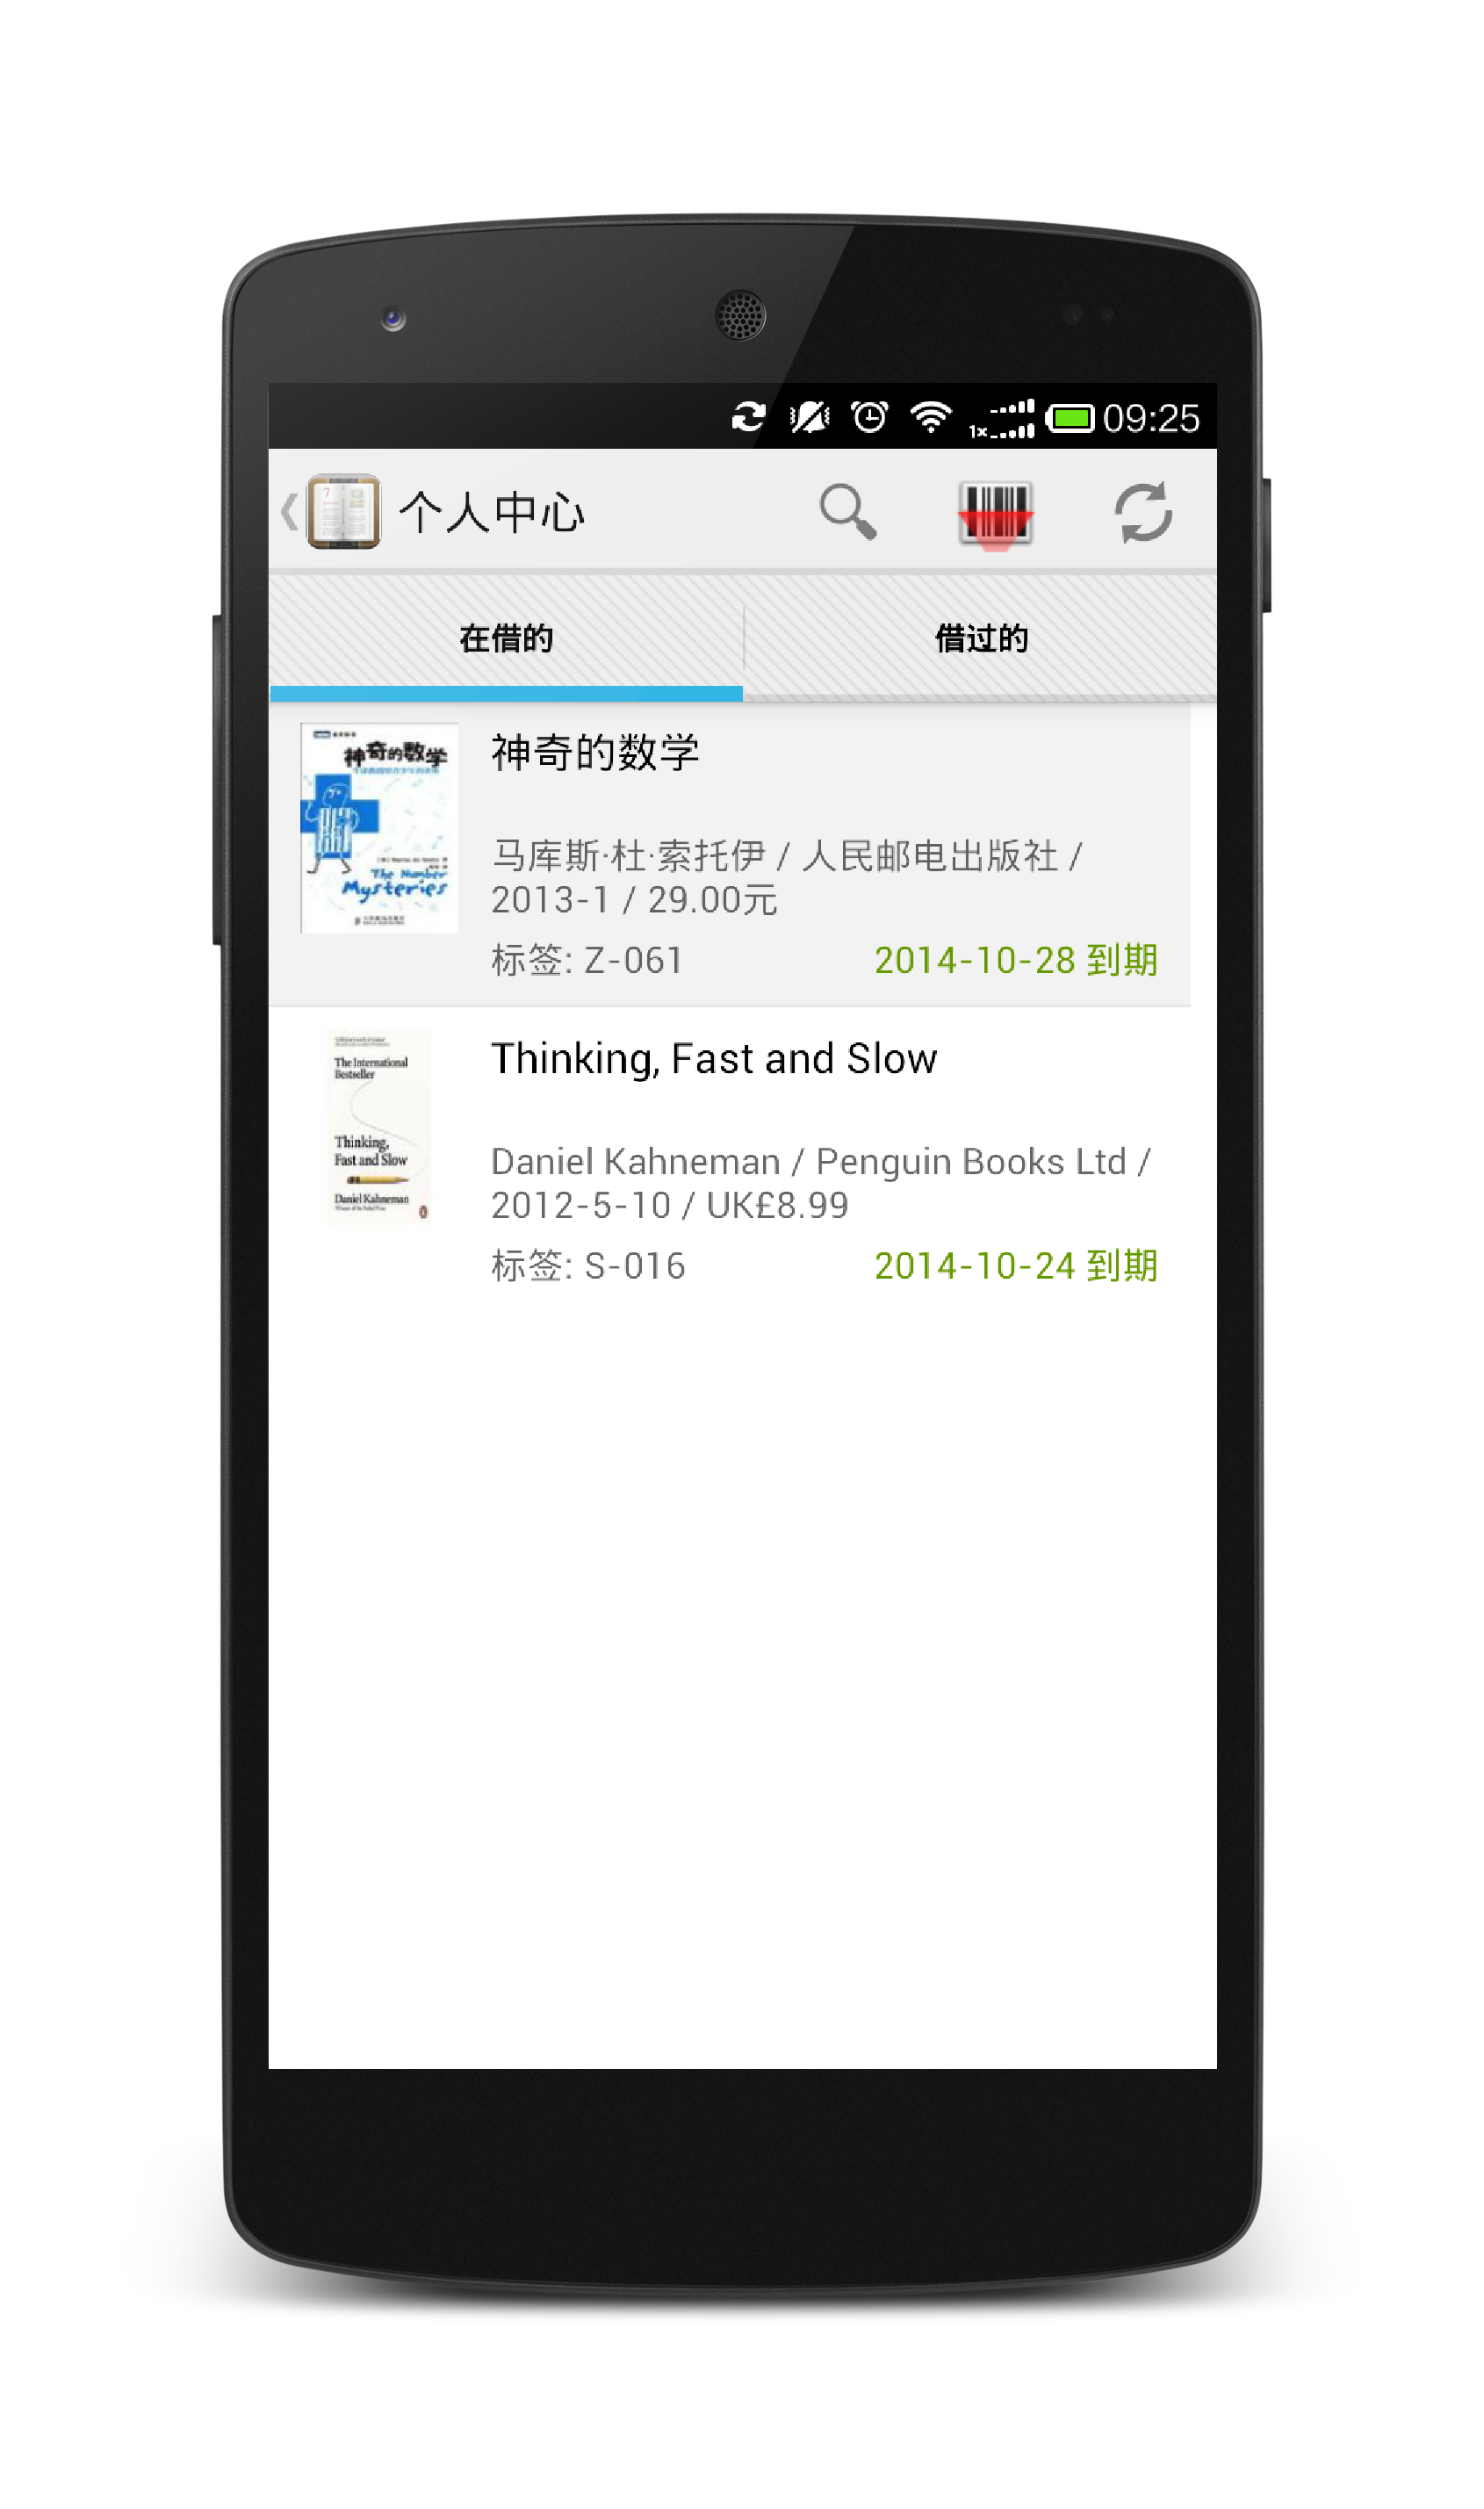 1x
09:25
个人中心
在借的
借过的
神奇的数学
The Number
Mysteries
神奇的数学
马库斯·杜·索托伊 / 人民邮电出版社 /
2013-1 / 29.00元
标签: Z-061
2014-10-28 到期
The International
Bestseller
Thinking,
Fast and Slow
Daniel Kahneman
Thinking, Fast and Slow
Daniel Kahneman / Penguin Books Ltd /
2012-5-10 / UK£8.99
标签: S-016
2014-10-24 到期